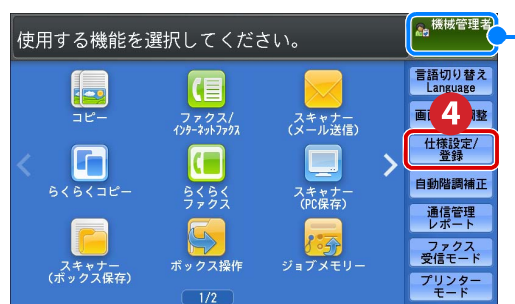 使用する機能を選択してください。
機械管理者
コピー
ファクス/
インターネットファクス
スキャナー
(メール送信)
らくらくコピー
らくらく
ファクス
スキャナー
(PC保存)
スキャナー
(ボックス保存)
ボックス操作
ジョブメモリー
1/2
言語切り替え
Language
画
4
整
仕様設定/
登録
自動階調補正
通信管理
レポート
ファクス
受信モード
プリンター
モード